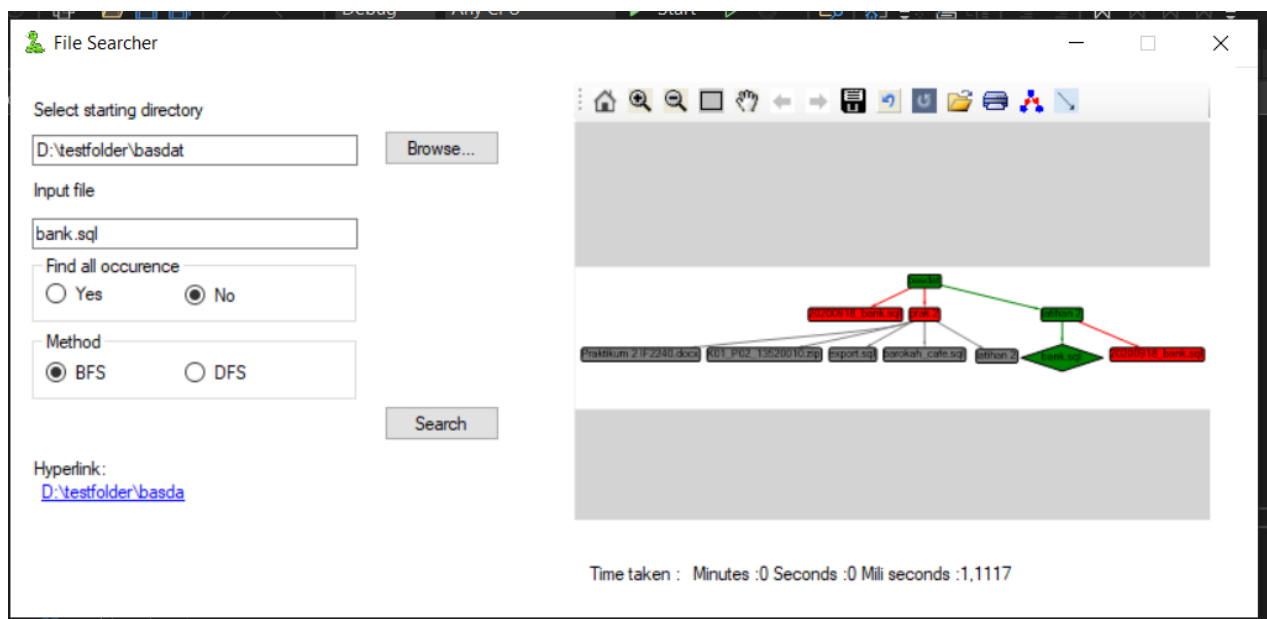 File Searcher
Select starting directory
D:\testfolder\basdat
Browse...
Input file
bank.sql
Find all occurence
Yes
No
Method
BFS
DFS
Search
Hyperlink:
D:\testfolder\basda
basdat
20200918_bank.sql
prak 2
latihan 2
Praktikum 2 IF2240.docx
K01_P02_13520010.zip
export.sql
barokah_cafe.sql
latihan 2
bank.sql
20200918_bank.sql
Time taken : Minutes :0 Seconds :0 Mili seconds :1,1117